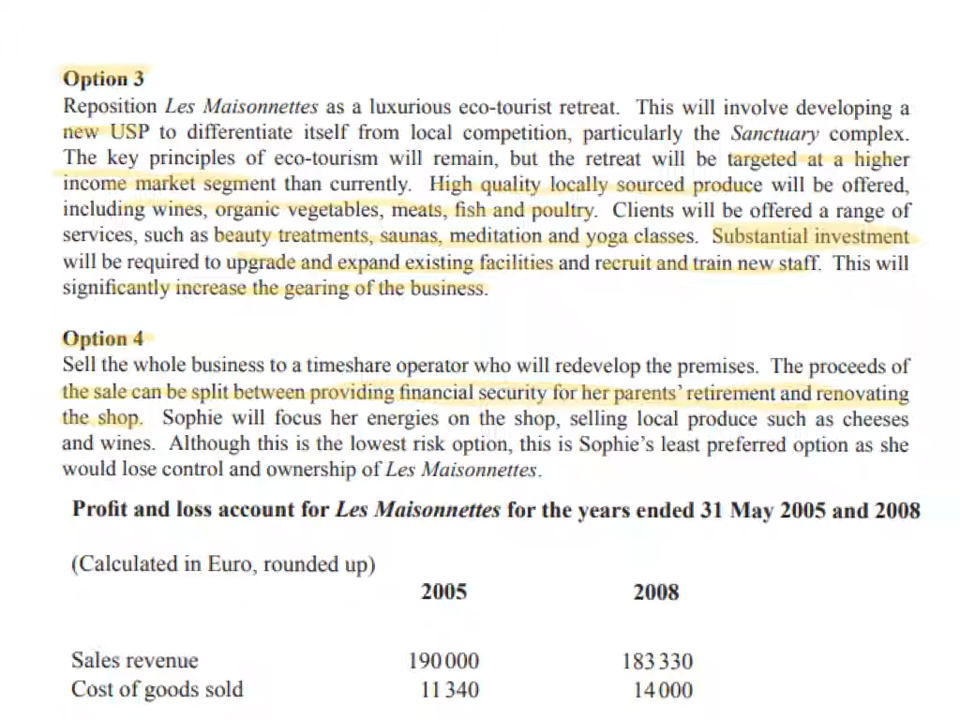 Option 3
Reposition Les Maisonnettes as a luxurious eco-tourist retreat. This will involve developing a
new USP to differentiate itself from local competition, particularly the Sanctuary complex.
The key principles of eco-tourism will remain, but the retreat will be targeted at a higher
income market segment than currently. High quality locally sourced produce will be offered,
including wines, organic vegetables, meats, fish and poultry. Clients will be offered a range of
services, such as beauty treatments, saunas, meditation and yoga classes. Substantial investment
will be required to upgrade and expand existing facilities and recruit and train new staff. This will
significantly increase the gearing of the business.
Option 4
Sell the whole business to a timeshare operator who will redevelop the premises. The proceeds of
the sale can be split between providing financial security for her parents' retirement and renovating
the shop. Sophie will focus her energies on the shop, selling local produce such as cheeses
and wines. Although this is the lowest risk option, this is Sophie's least preferred option as she
would lose control and ownership of Les Maisonnettes.
Profit and loss account for Les Maisonnettes for the years ended 31 May 2005 and 2008
(Calculated in Euro, rounded up)
2005 2008
Sales revenue 190 000 183 330
Cost of goods sold 11 340 14 000